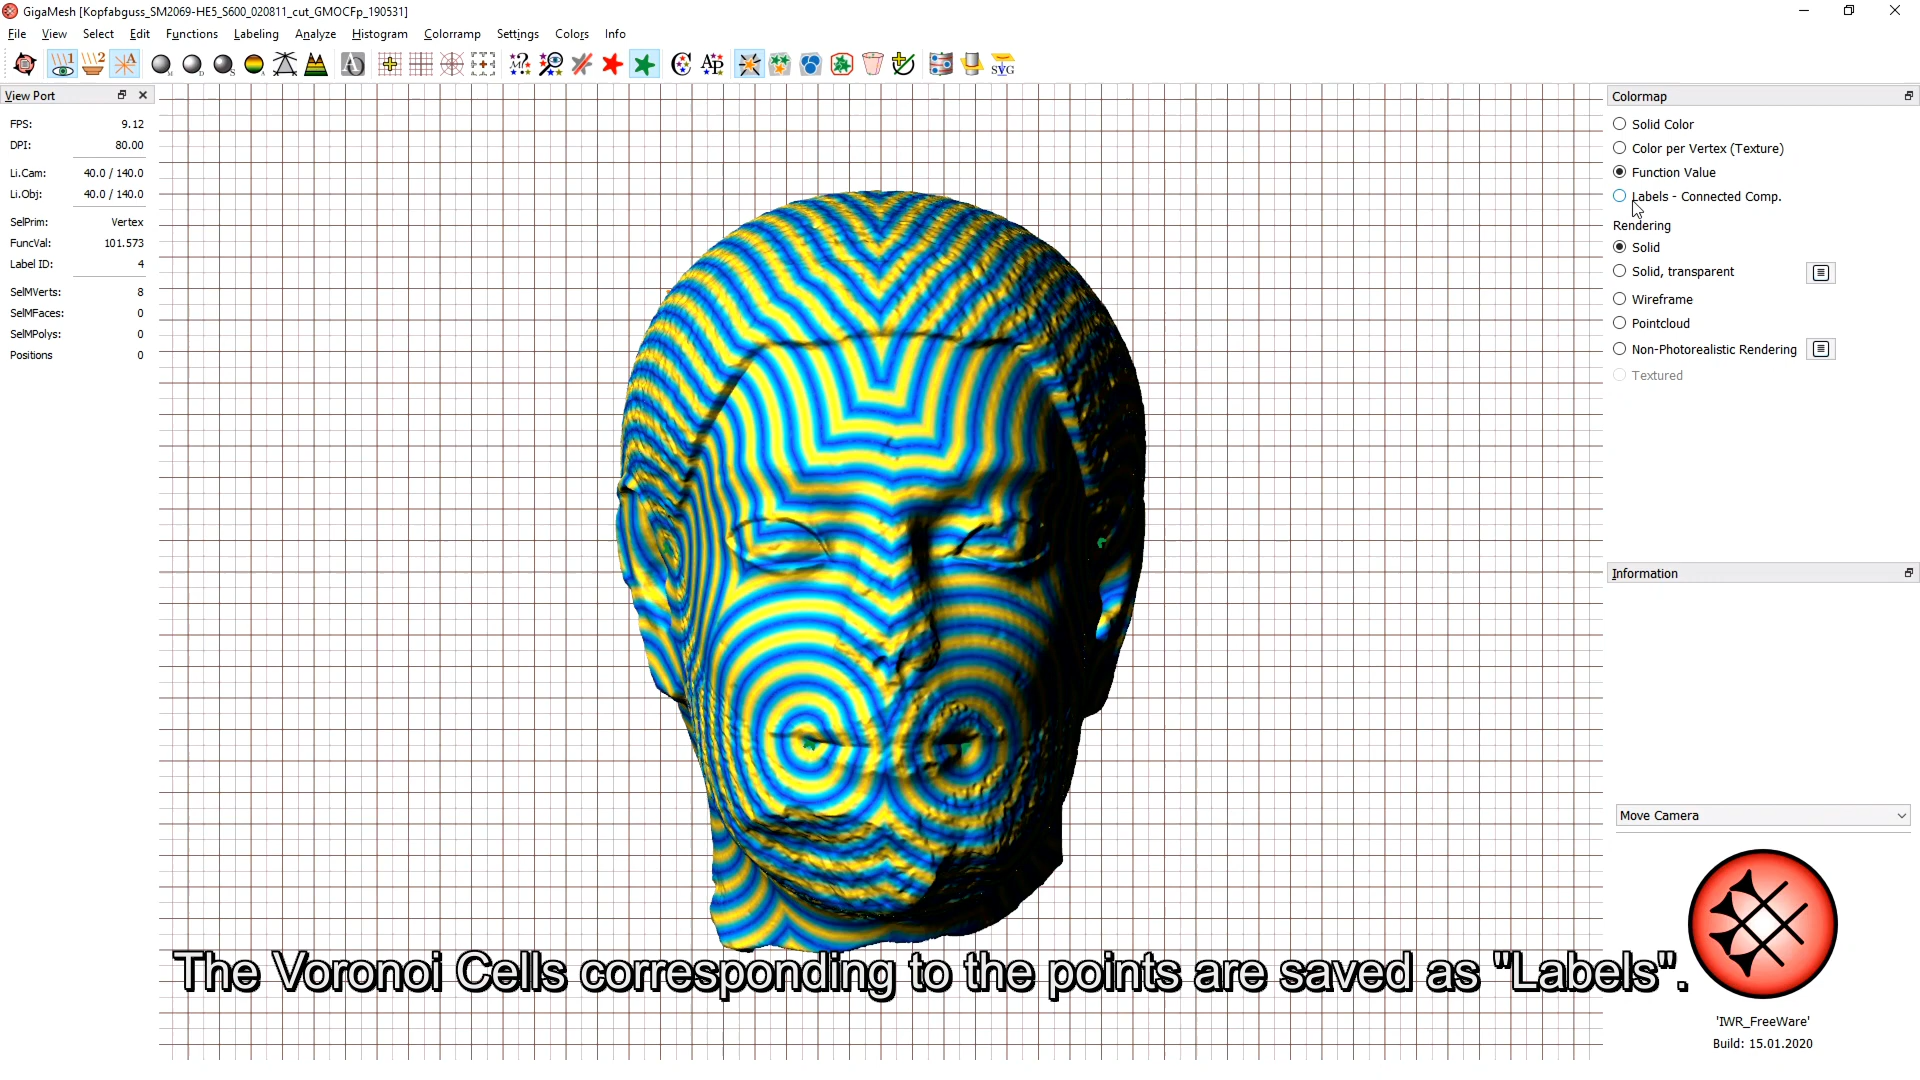 GigaMesh [Kopfabguss_SM2069-HE5_S600_020811_cut_GMOCFp_190531]
File View Select Edit Functions Labeling Analyze Histogram Colorramp Settings Colors Info
View Port
FPS: 9.12
DPI: 80.00
Li.Cam: 40.0 / 140.0
Li.Obj: 40.0 / 140.0
SelPrim: Vertex
FuncVal: 101.573
Label ID: 4
SelMVerts: 8
SelMFaces: 0
SelMPolys: 0
Positions 0
Colormap
Solid Color
Color per Vertex (Texture)
Function Value
Labels - Connected Comp.
Rendering
Solid
Solid, transparent
Wireframe
Pointcloud
Non-Photorealistic Rendering
Textured
Information
Move Camera
The Voronoi Cells corresponding to the points are saved as "Labels".
'IWR_FreeWare'
Build: 15.01.2020